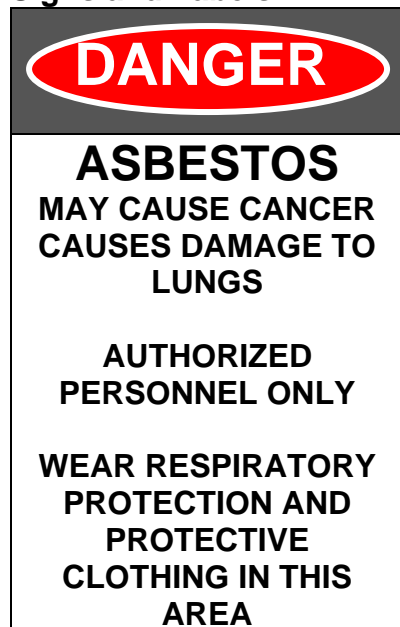 DANGER
ASBESTOS
MAY CAUSE CANCER
CAUSES DAMAGE TO
LUNGS
AUTHORIZED
PERSONNEL ONLY
WEAR RESPIRATORY
PROTECTION AND
PROTECTIVE
CLOTHING IN THIS
AREA